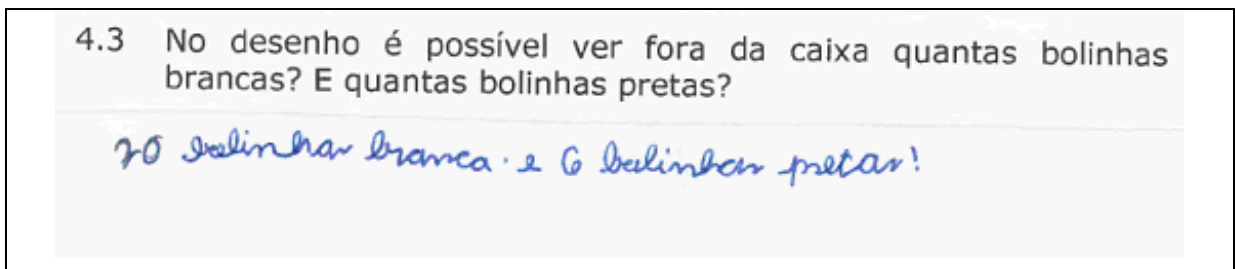 4.3 No desenho é possível ver fora da caixa quantas bolinhas
brancas? E quantas bolinhas pretas?
20 bolinhas branca. e 6 bolinhas pretas!